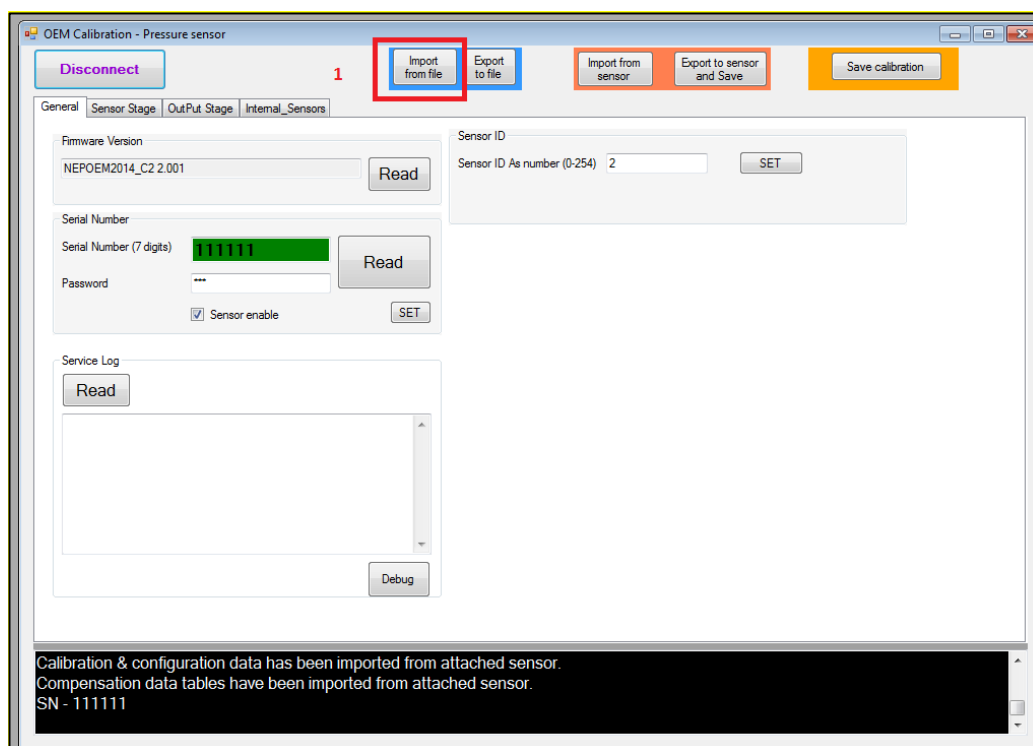 OEM Calibration - Pressure sensor
Disconnect
1
Import
from file
Export
to file
Import from
sensor
Export to sensor
and Save
Save calibration
General
Sensor Stage
OutPut Stage
Internal_Sensors
Firmware Version
NEPOEM2014_C2 2.001
Read
Sensor ID
Sensor ID As number (0-254)
2
SET
Serial Number
Serial Number (7 digits)
111111
Read
Password
***
Sensor enable
SET
Service Log
Read
Debug
Calibration & configuration data has been imported from attached sensor.
Compensation data tables have been imported from attached sensor.
SN - 111111